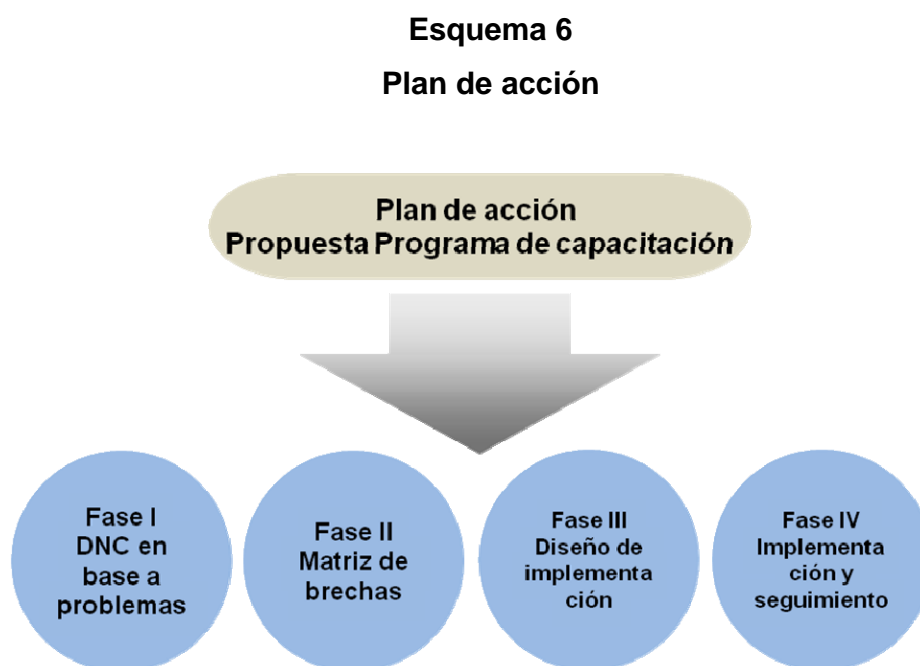 Esquema 6
Plan de acción
Plan de acción
Propuesta Programa de capacitación
Fase I
DNC en
base a
problemas
Fase II
Matriz de
brechas
Fase III
Diseño de
implementa
ción
Fase IV
Implementa
ción y
seguimiento